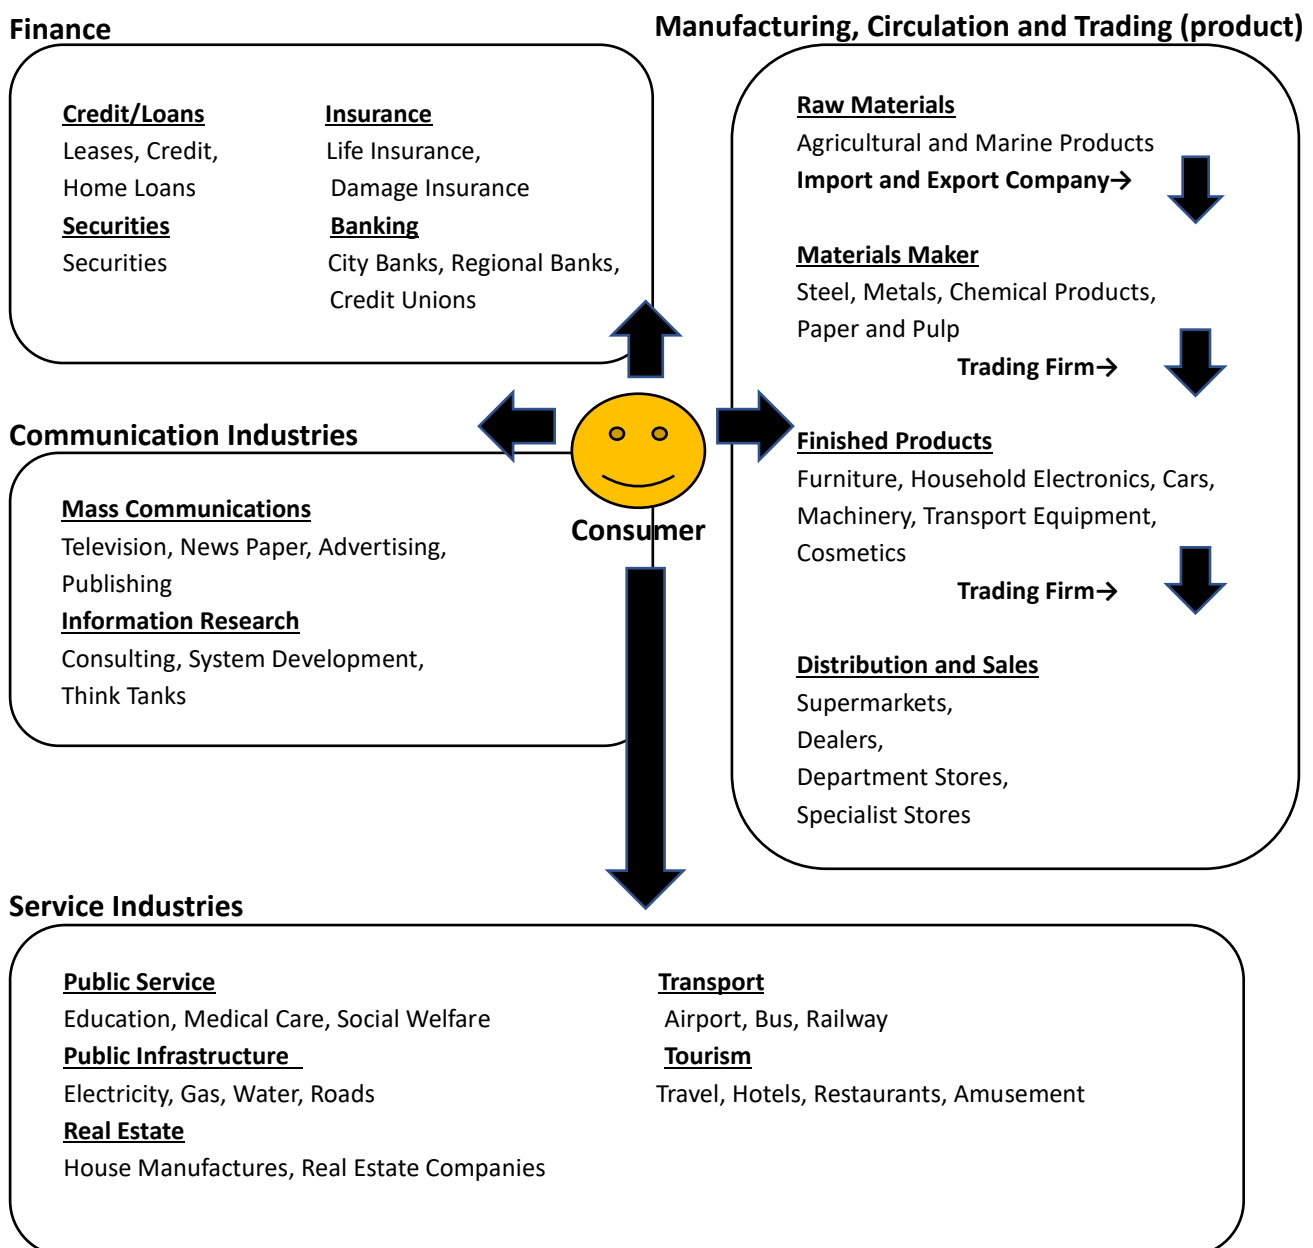 Finance
Credit/Loans
Leases, Credit,
Home Loans
Securities
Securities
Insurance
Life Insurance,
Damage Insurance
Banking
City Banks, Regional Banks,
Credit Unions
Manufacturing, Circulation and Trading (product)
Raw Materials
Agricultural and Marine Products
Import and Export Company→
Materials Maker
Steel, Metals, Chemical Products,
Paper and Pulp
Trading Firm→
Finished Products
Furniture, Household Electronics, Cars,
Machinery, Transport Equipment,
Cosmetics
Trading Firm→
Distribution and Sales
Supermarkets,
Dealers,
Department Stores,
Specialist Stores
Consumer
Communication Industries
Mass Communications
Television, News Paper, Advertising,
Publishing
Information Research
Consulting, System Development,
Think Tanks
Service Industries
Public Service
Education, Medical Care, Social Welfare
Public Infrastructure
Electricity, Gas, Water, Roads
Real Estate
House Manufactures, Real Estate Companies
Transport
Airport, Bus, Railway
Tourism
Travel, Hotels, Restaurants, Amusement